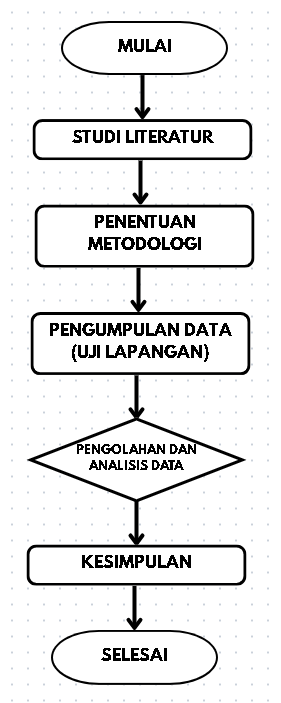 MULAI
STUDI LITERATUR
PENENTUAN
METODOLOGI
PENGUMPULAN DATA
(UJI LAPANGAN)
PENGOLAHAN DAN
ANALISIS DATA
KESIMPULAN
SELESAI